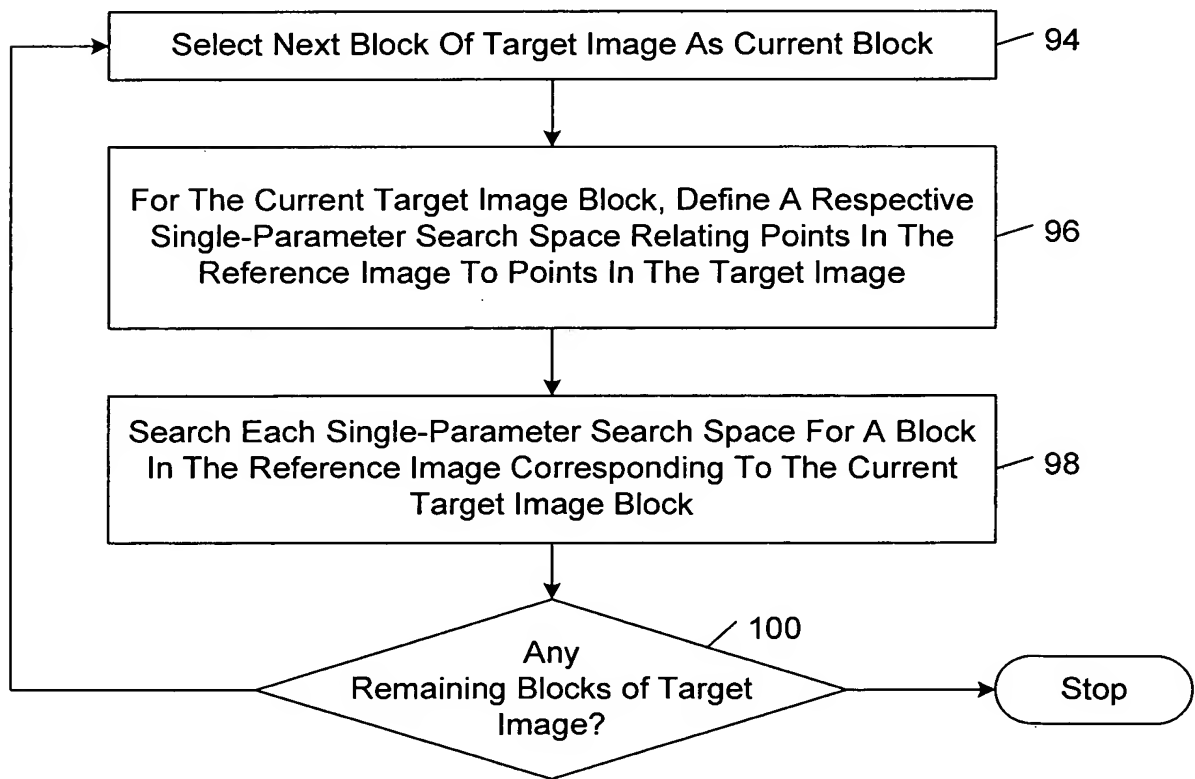 Select Next Block Of Target Image As Current Block
94
For The Current Target Image Block, Define A Respective
Single-Parameter Search Space Relating Points In The
Reference Image To Points In The Target Image
96
Search Each Single-Parameter Search Space For A Block
In The Reference Image Corresponding To The Current
Target Image Block
98
100
Any
Remaining Blocks of Target
Image?
Stop